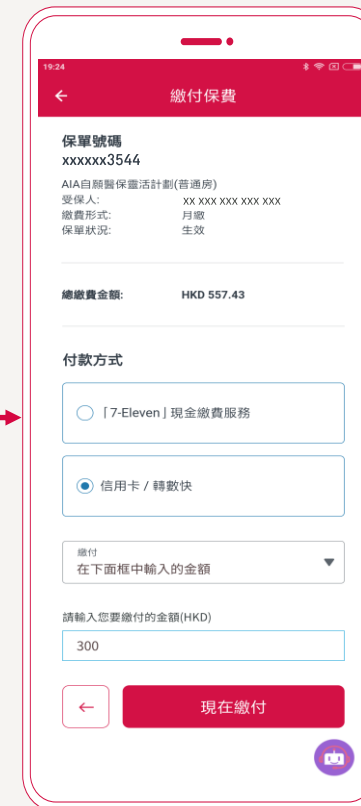 19:24
繳付保費
保單號碼
xxxxxx3544
AIA自願醫保靈活計劃(普通房)
受保人: XX XXX XXX XXX XXX
繳費形式: 月繳
保單狀況: 生效
總繳費金額: HKD 557.43
付款方式
「7-Eleven」現金繳費服務
信用卡 / 轉數快
繳付
在下面框中輸入的金額
請輸入您要繳付的金額(HKD)
300
現在繳付